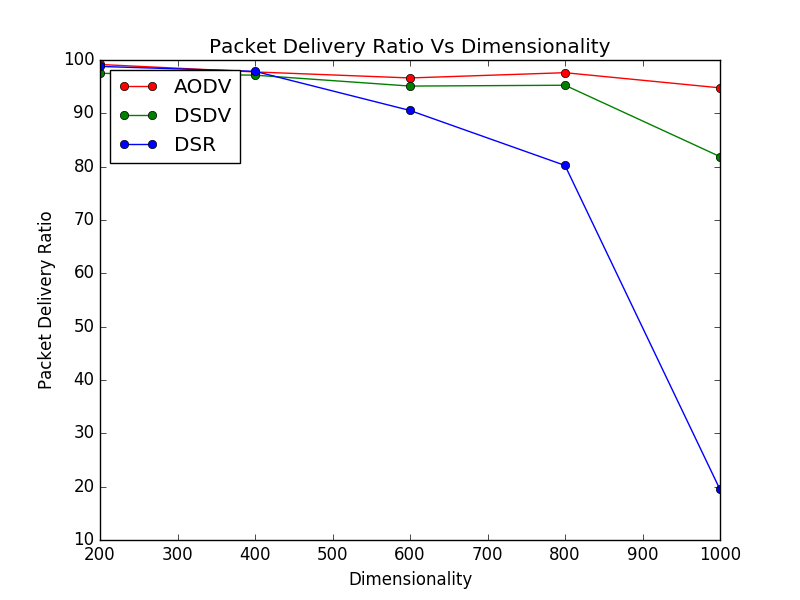 Packet Delivery Ratio Vs Dimensionality
100
90
80
70
60
50
40
30
20
10
AODV
DSDV
DSR
Packet Delivery Ratio
200 300 400 500 600 700 800 900 1000
Dimensionality